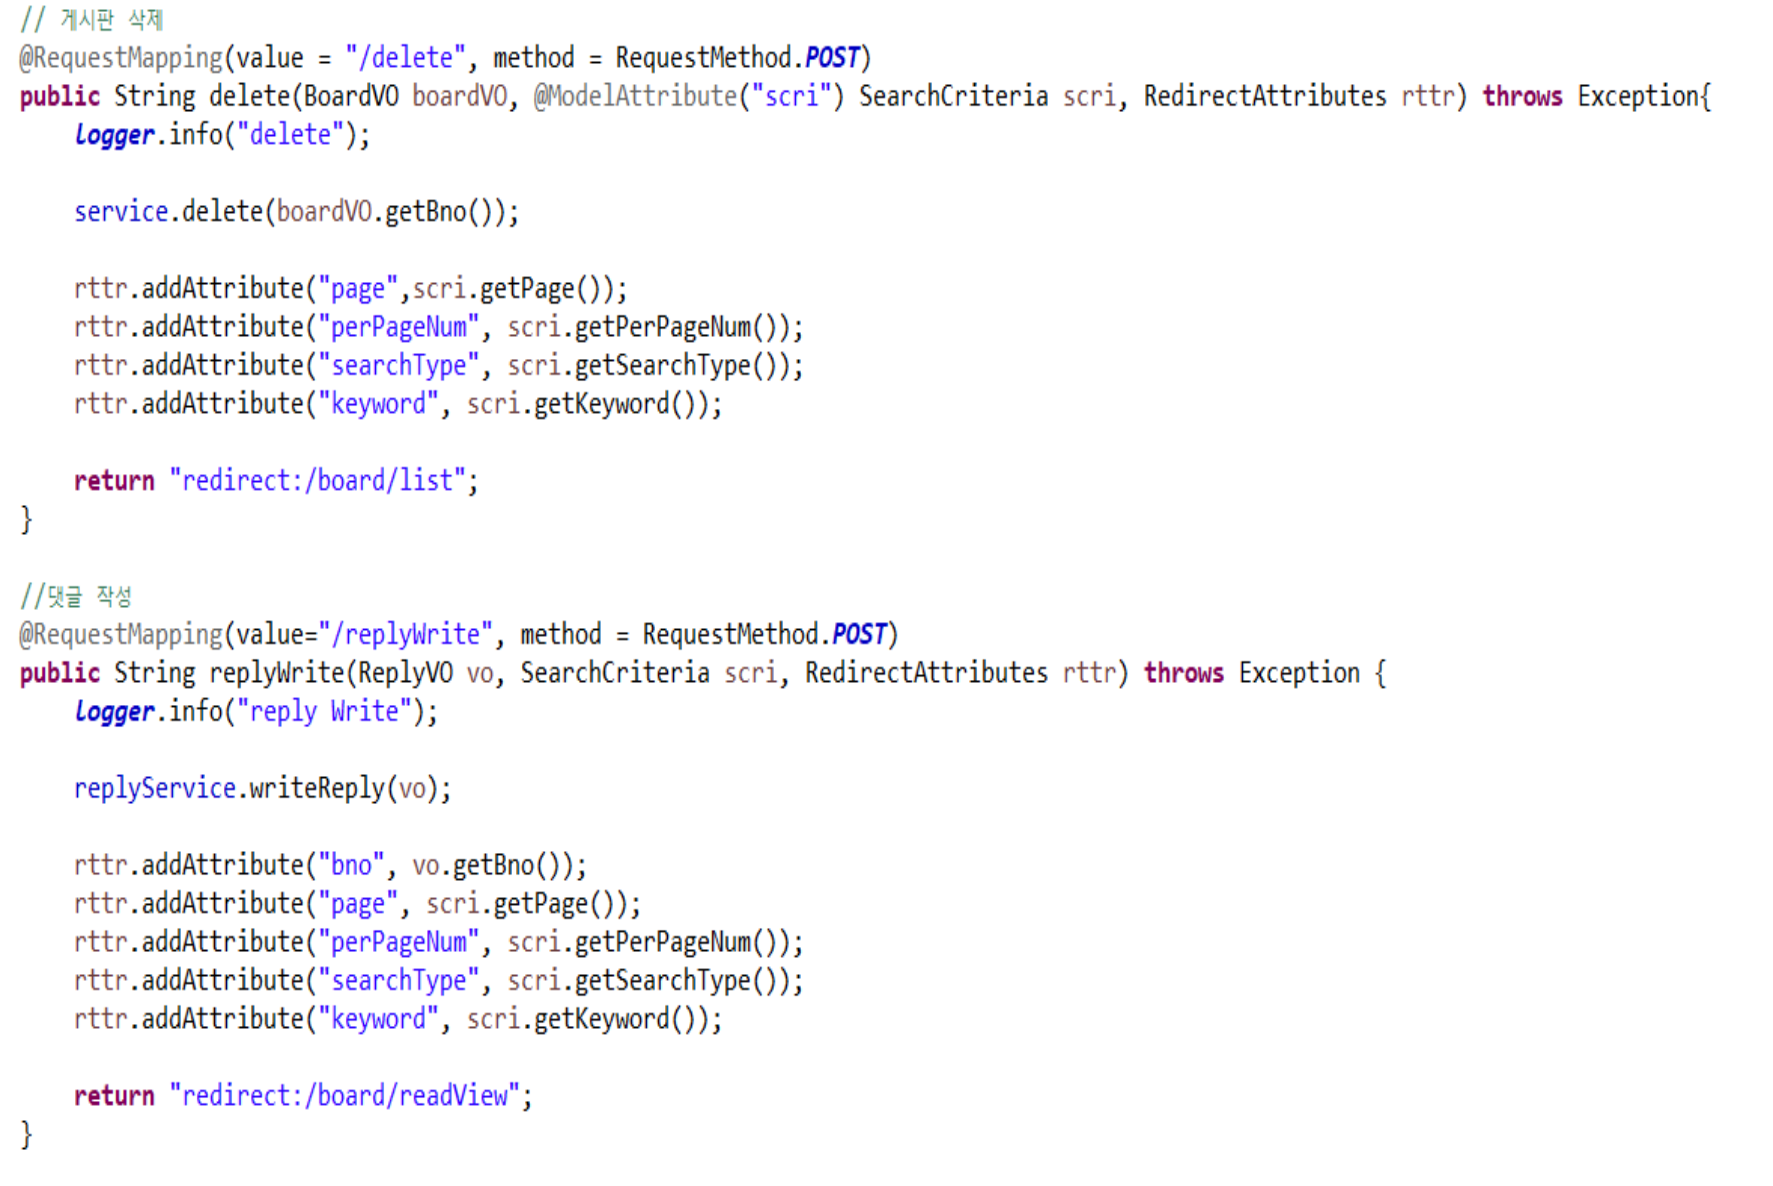 // 게시판 삭제
@RequestMapping(value = "/delete", method = RequestMethod.POST)
public String delete(BoardVO boardVO, @ModelAttribute("scri") SearchCriteria scri, RedirectAttributes rttr) throws Exception{
    logger.info("delete");
    service.delete(boardVO.getBno());
    rttr.addAttribute("page",scri.getPage());
    rttr.addAttribute("perPageNum", scri.getPerPageNum());
    rttr.addAttribute("searchType", scri.getSearchType());
    rttr.addAttribute("keyword", scri.getKeyword());
    return "redirect:/board/list";
}
//댓글 작성
@RequestMapping(value="/replyWrite", method = RequestMethod.POST)
public String replyWrite(ReplyVO vo, SearchCriteria scri, RedirectAttributes rttr) throws Exception {
    logger.info("reply Write");
    replyService.writeReply(vo);
    rttr.addAttribute("bno", vo.getBno());
    rttr.addAttribute("page", scri.getPage());
    rttr.addAttribute("perPageNum", scri.getPerPageNum());
    rttr.addAttribute("searchType", scri.getSearchType());
    rttr.addAttribute("keyword", scri.getKeyword());
    return "redirect:/board/readView";
}